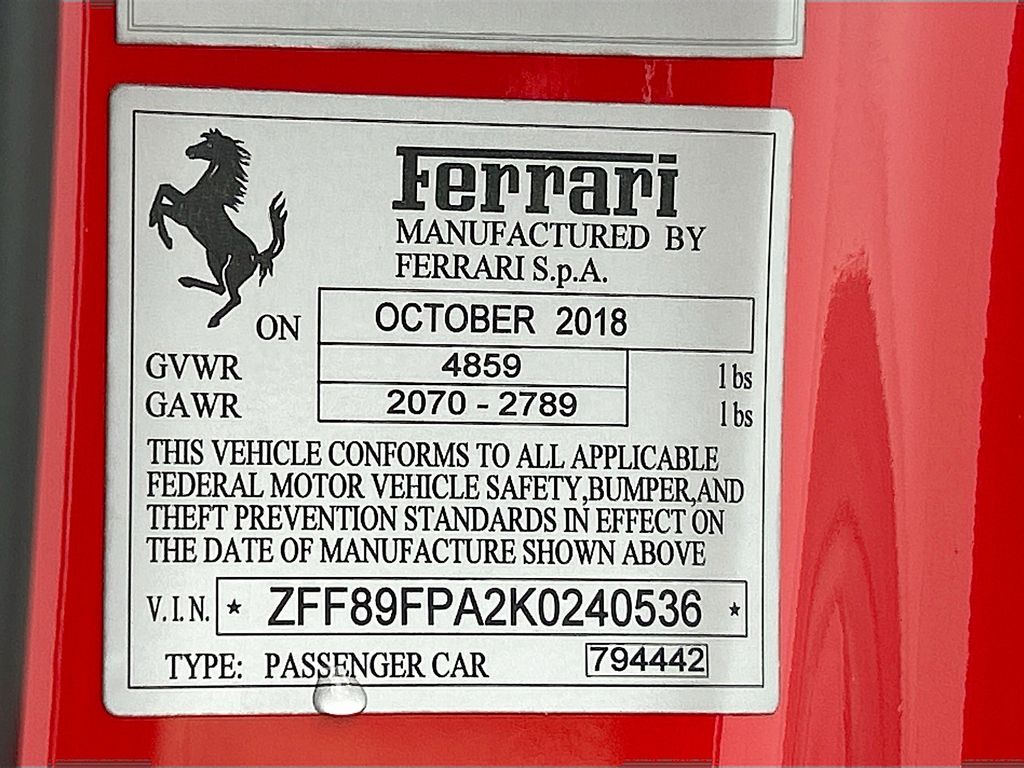 Ferrari
MANUFACTURED BY
FERRARI S.p.A.
ON OCTOBER 2018
GVWR 4859 lbs
GAWR 2070 - 2789 lbs
THIS VEHICLE CONFORMS TO ALL APPLICABLE
FEDERAL MOTOR VEHICLE SAFETY,BUMPER,AND
THEFT PREVENTION STANDARDS IN EFFECT ON
THE DATE OF MANUFACTURE SHOWN ABOVE
V.I.N. ★ ZFF89FPA2K0240536 ★
TYPE: PASSENGER CAR 794442